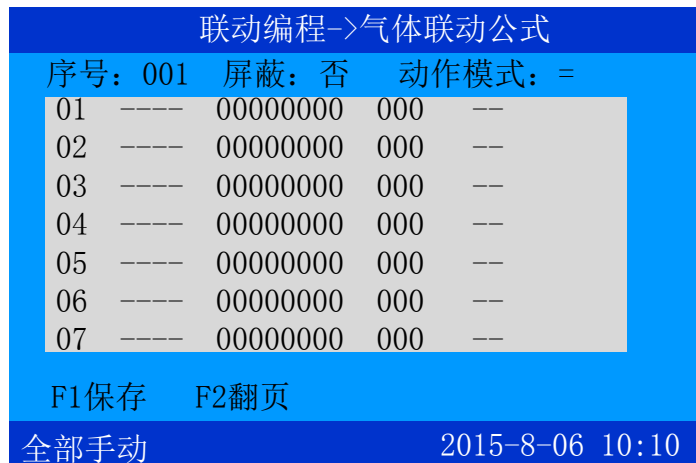 联动编程->气体联动公式
序号：001 屏蔽：否 动作模式：=
01 ---- 00000000 000 --
02 ---- 00000000 000 --
03 ---- 00000000 000 --
04 ---- 00000000 000 --
05 ---- 00000000 000 --
06 ---- 00000000 000 --
07 ---- 00000000 000 --
F1保存 F2翻页
全部手动 2015-8-06 10:10